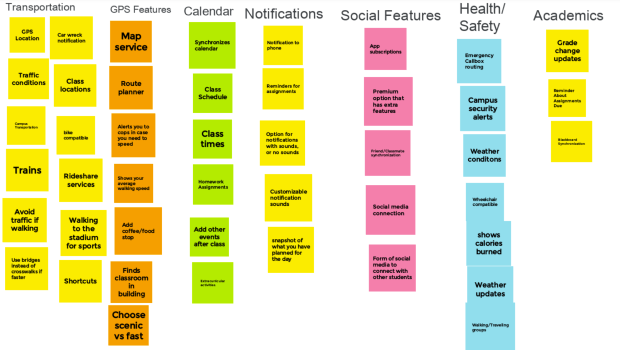 Transportation
GPS
Location
Car wreck
notification
Traffic
conditions
Class
locations
Campus
Transportation
bike
compatible
Trains
Rideshare
services
Avoid
traffic if
walking
Walking
to the
stadium
for sports
Use bridges
instead of
crosswalks if
faster
Shortcuts
GPS Features
Map
service
Route
planner
Alerts you to
cops in case
you need to
speed
Shows your
average
walking speed
Add
coffee/food
stop
Finds
classroom
in
building
Choose
scenic
vs fast
Calendar
Synchronizes
calendar
Class
Schedule
Class
times
Homework
Assignments
Add other
events
after class
Extracurricular
activities
Notifications
Notification to
phone
Reminders for
assignments
Option for
notifications
with sounds, or
no sounds
Customizable
notification
sounds
snapshot of
what you have
planned for
the day
Social Features
App
subscriptions
Premium
option that
has extra
features
Friend/Classmate
synchronization
Social media
connection
Form of social
media to
connect with
other students
Health/
Safety
Emergency
Callbox
routing
Campus
security
alerts
Weather
conditons
Wheelchair
compatible
shows
calories
burned
Weather
updates
Walking/Traveling
groups
Academics
Grade
change
updates
Reminder
About
Assignments
Due
Blackboard
Synchronization